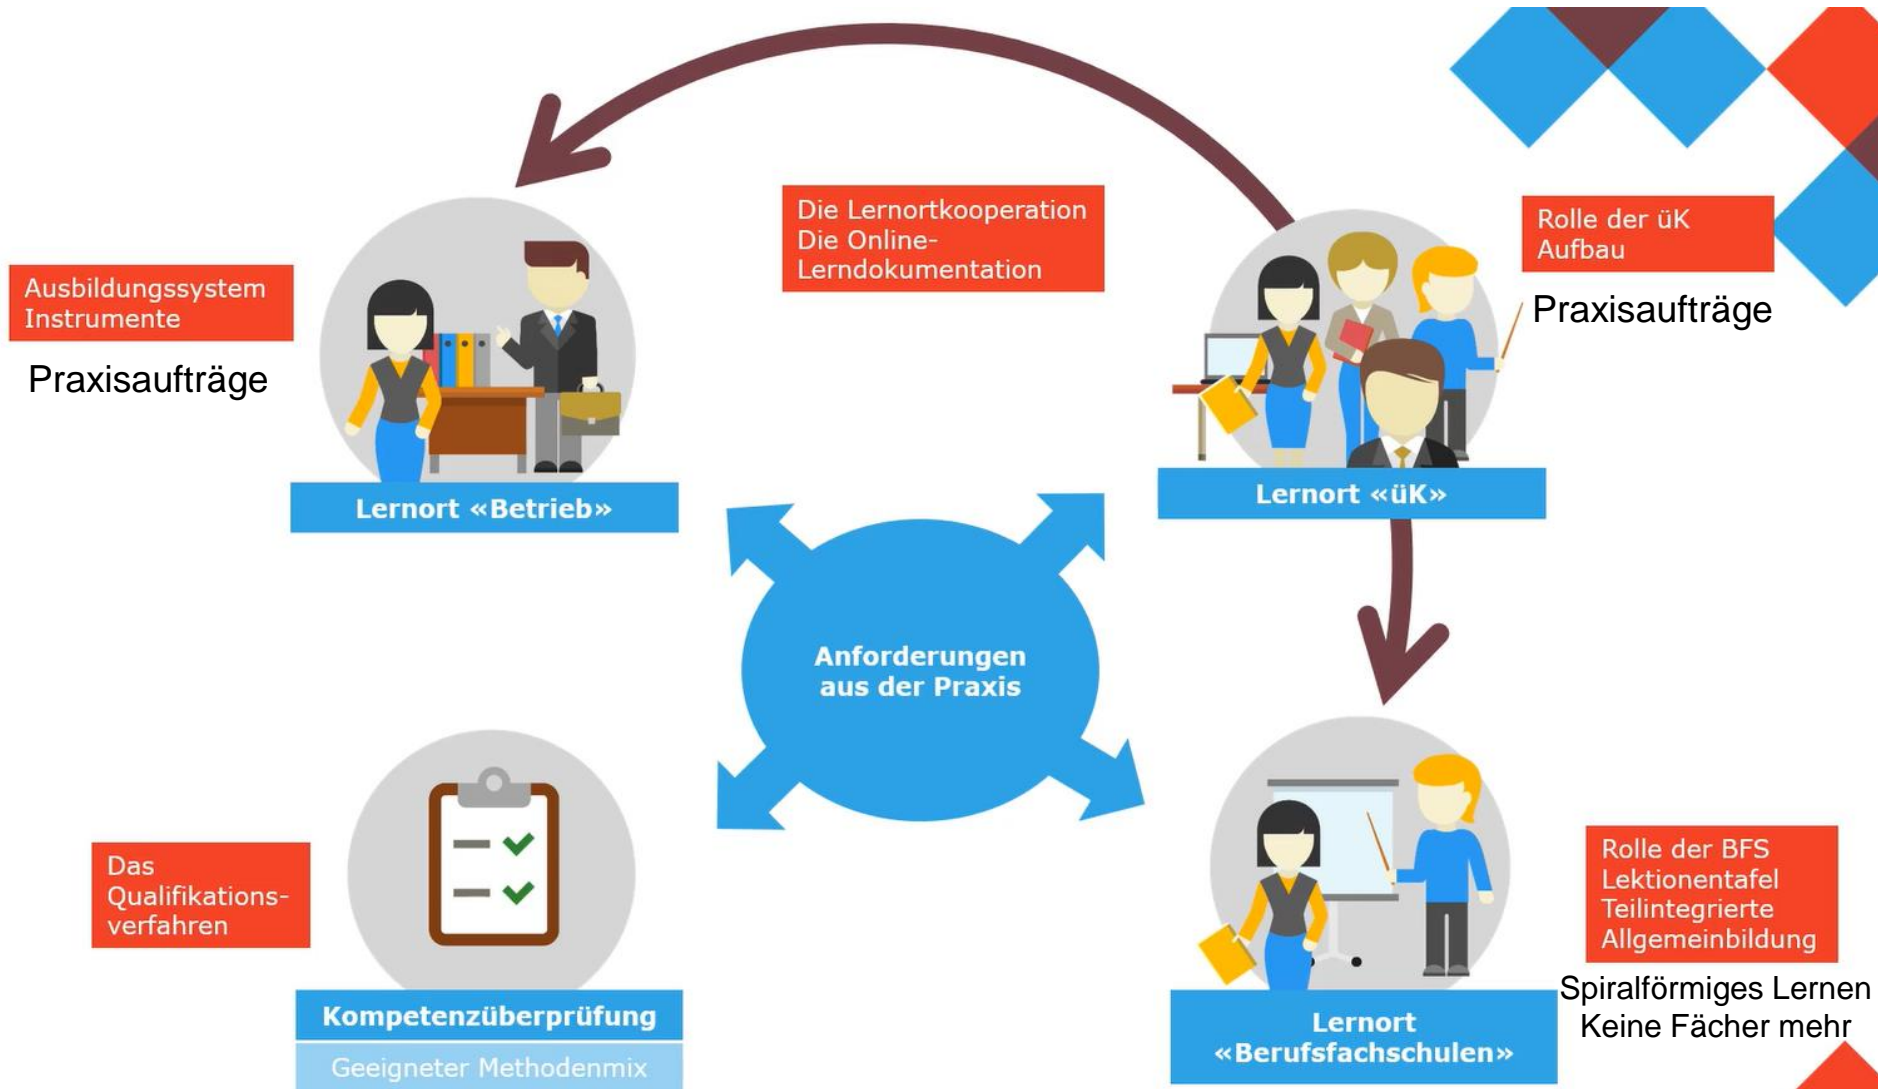 Die Lernortkooperation
Die Online-
Lerndokumentation
Rolle der üK
Aufbau
Praxisaufträge
Ausbildungssystem
Instrumente
Praxisaufträge
Lernort «Betrieb»
Lernort «üK»
Anforderungen
aus der Praxis
Das
Qualifikations-
verfahren
Kompetenzüberprüfung
Geeigneter Methodenmix
Rolle der BFS
Lektionentafel
Teilintegrierte
Allgemeinbildung
Spiralförmiges Lernen
Keine Fächer mehr
Lernort
«Berufsfachschulen»